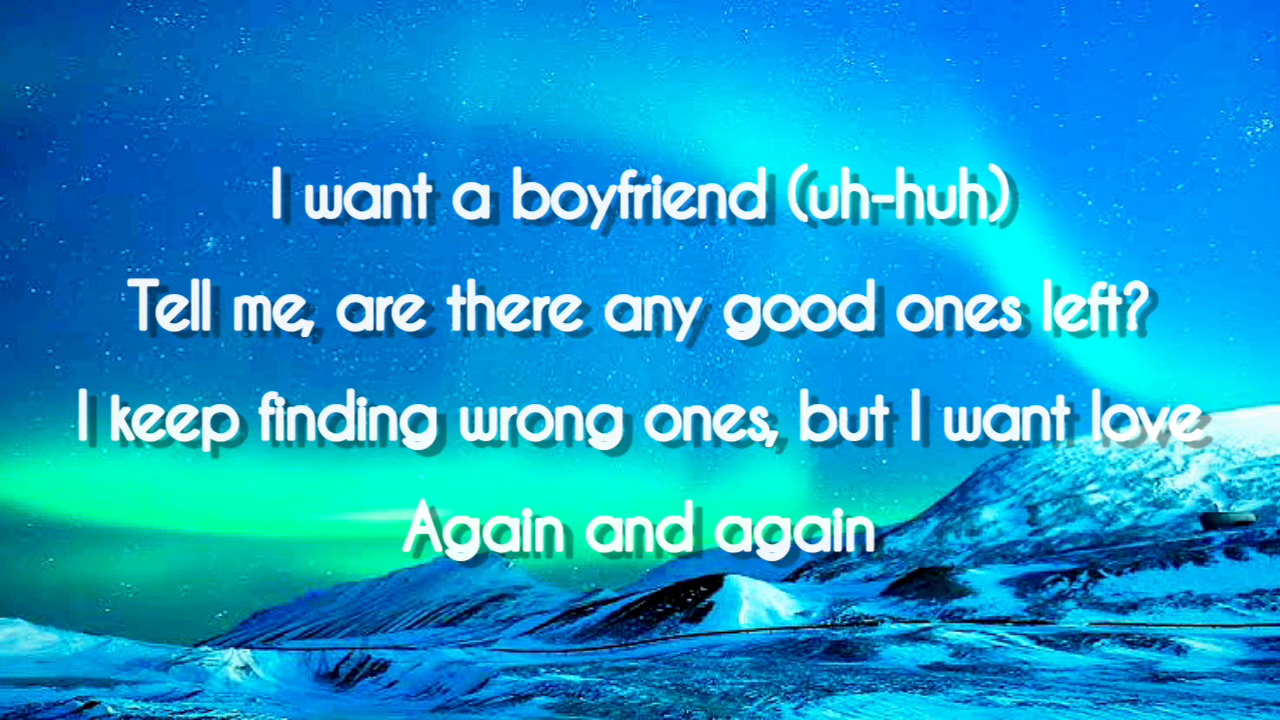 I want a boyfriend (uh-huh)
Tell me, are there any good ones left?
I keep finding wrong ones, but I want love
Again and again